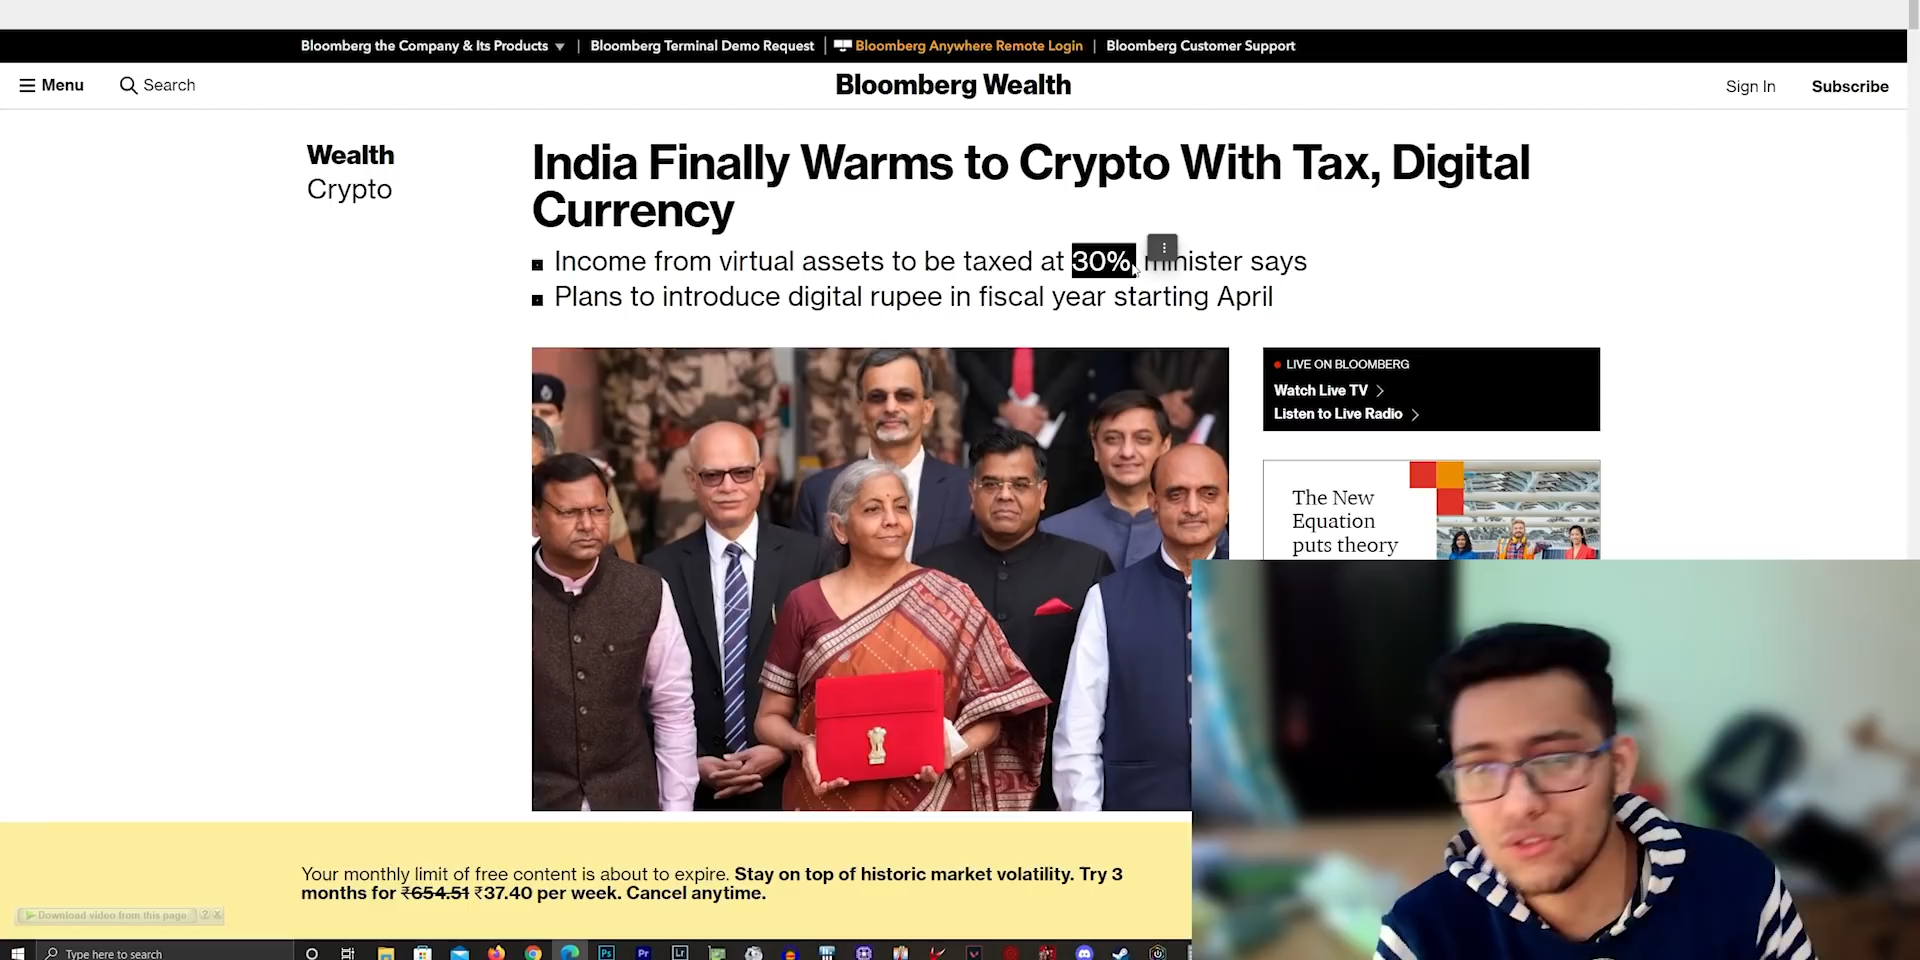 Bloomberg the Company & Its Products
Bloomberg Terminal Demo Request
Bloomberg Anywhere Remote Login
Bloomberg Customer Support
Menu
Search
Bloomberg Wealth
Sign In
Subscribe
Wealth
Crypto
India Finally Warms to Crypto With Tax, Digital
Currency
Income from virtual assets to be taxed at 30%, minister says
Plans to introduce digital rupee in fiscal year starting April
LIVE ON BLOOMBERG
Watch Live TV
Listen to Live Radio
The New
Equation
puts theory
Your monthly limit of free content is about to expire. Stay on top of historic market volatility. Try 3
months for ₹654.51 ₹37.40 per week. Cancel anytime.
Download video from this page ? X
Type here to search
Ps
Pr
Lr